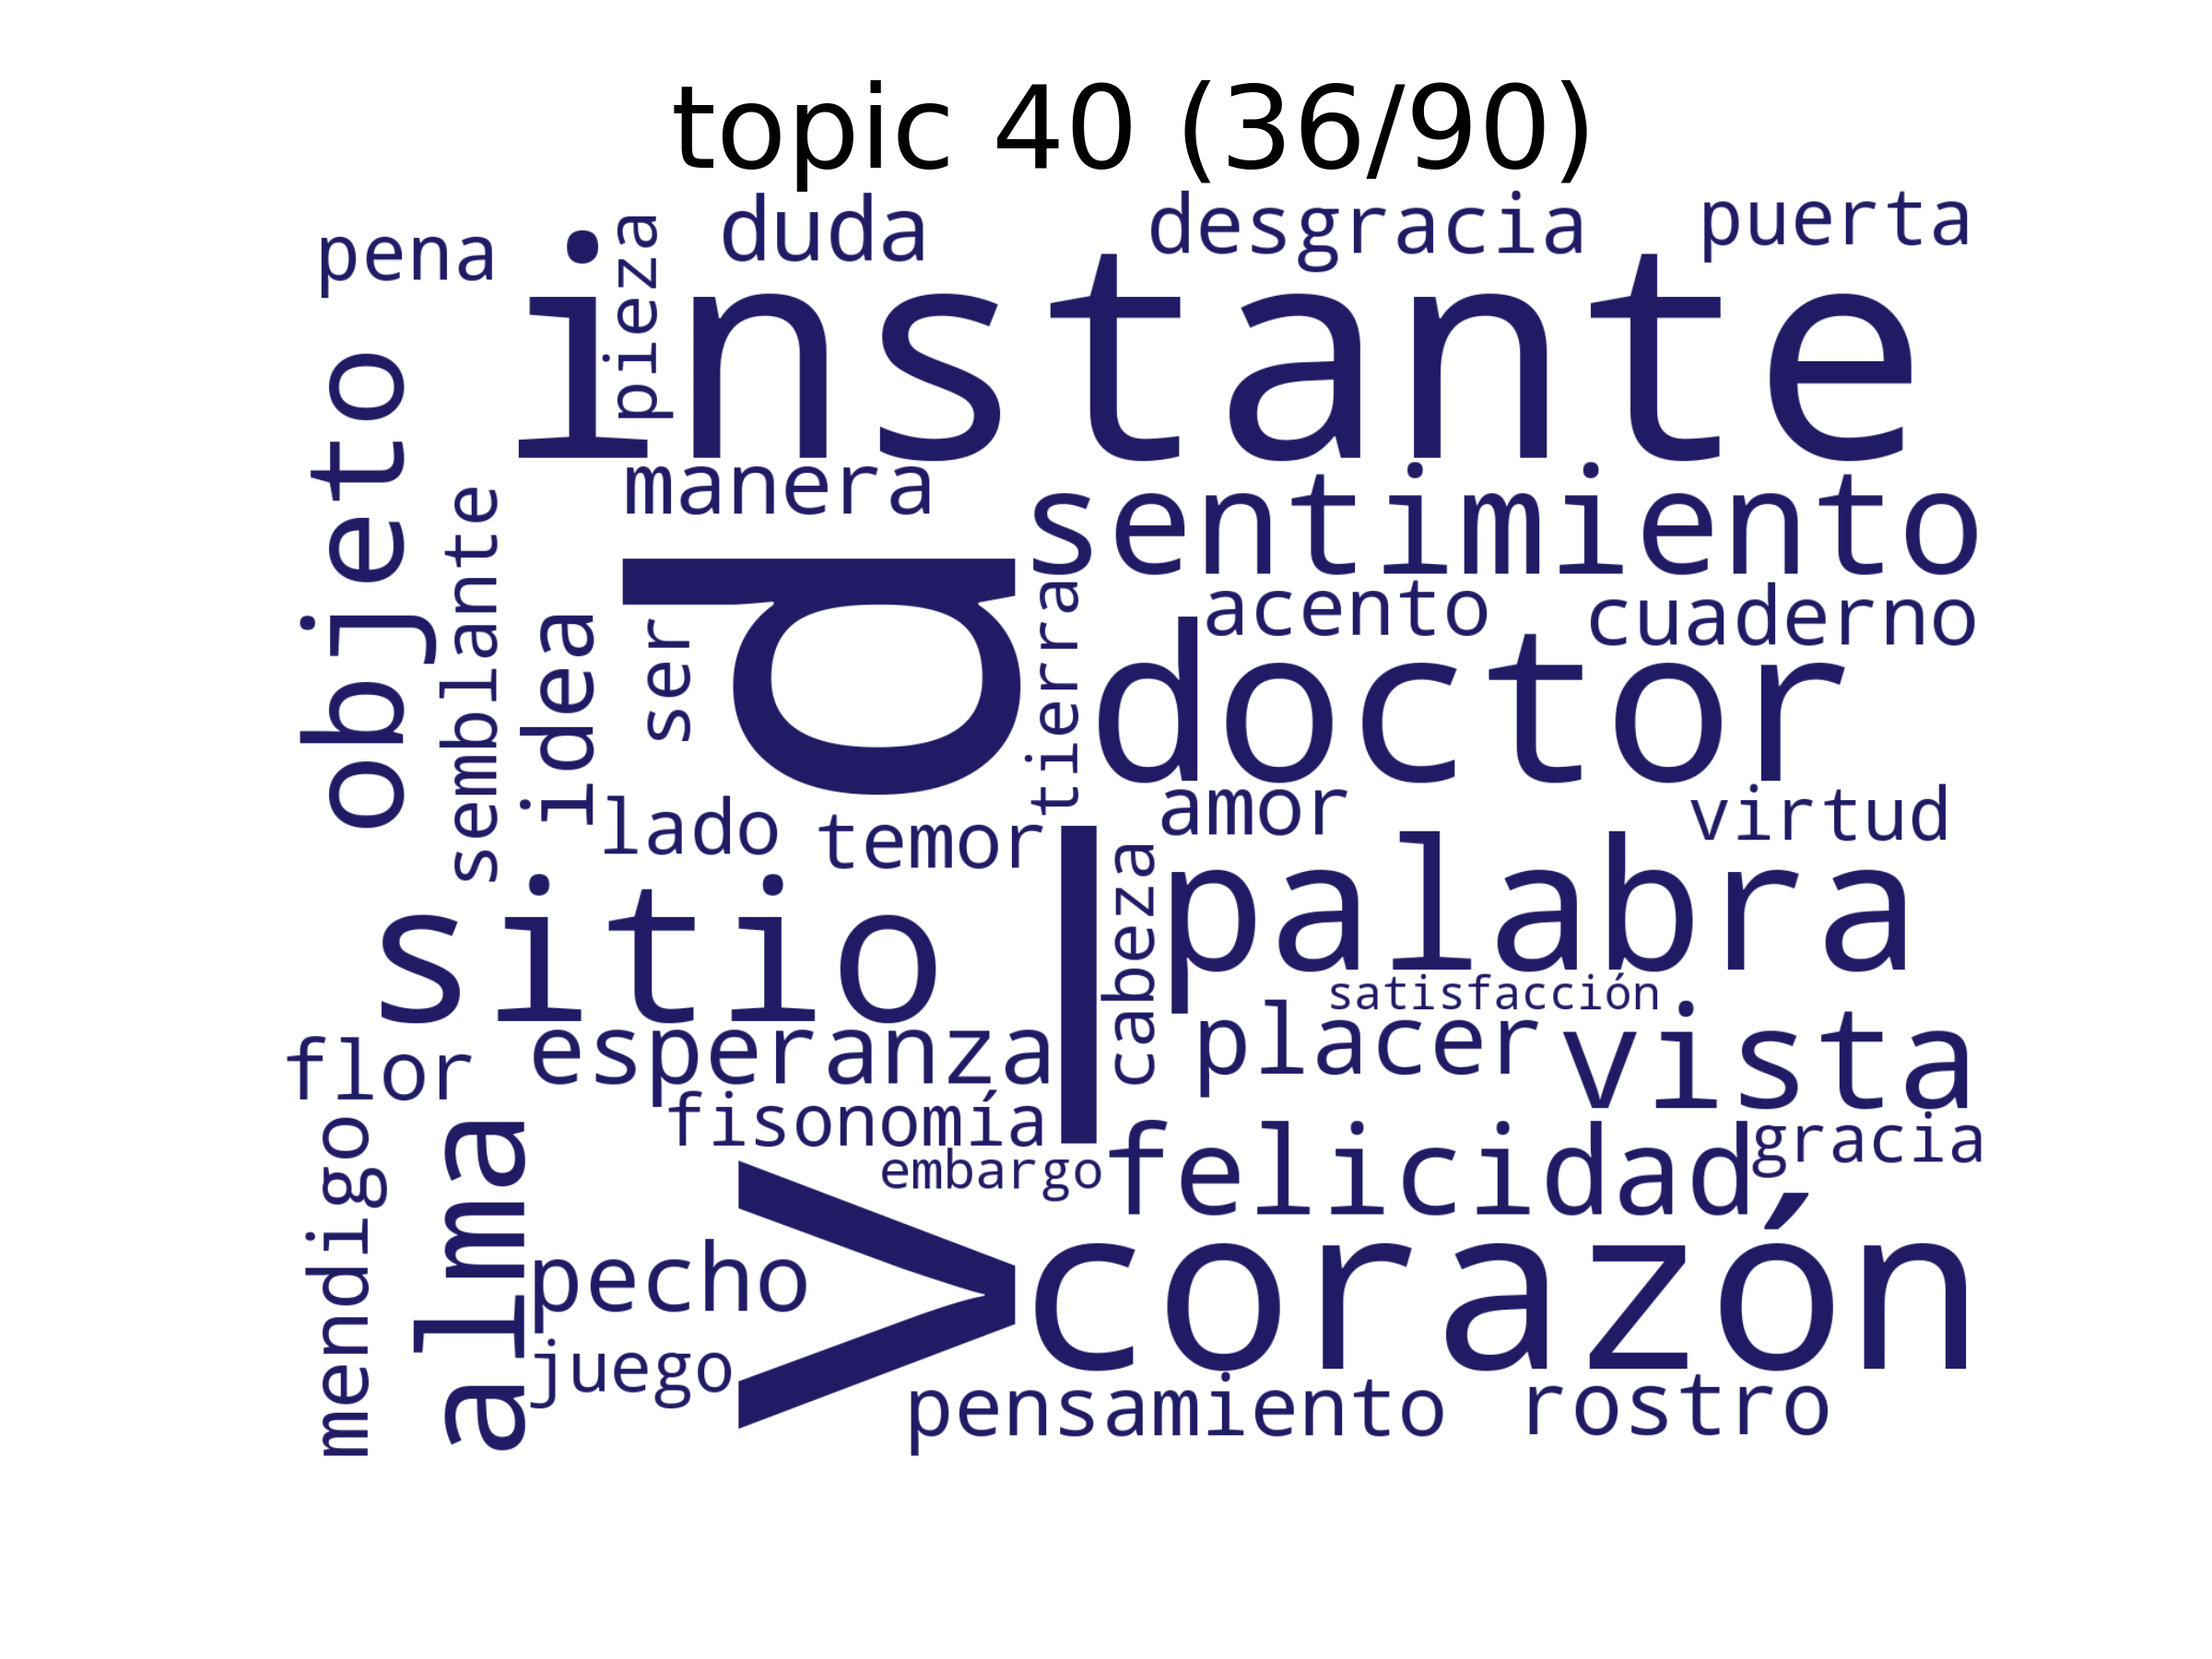 topic 40 (36/90)
pena
pieza
duda
desgracia
puerta
instante
objeto
semblante
manera
sentimiento
idea
ser
V_d
tierra
acento
cuaderno
doctor
lado
temor
amor
virtud
sitio
cabeza
palabra
satisfacción
flor
esperanza
placer
vista
fisonomía
embargo
felicidad
gracia
mendigo
alma
pecho
corazón
juego
pensamiento
rostro